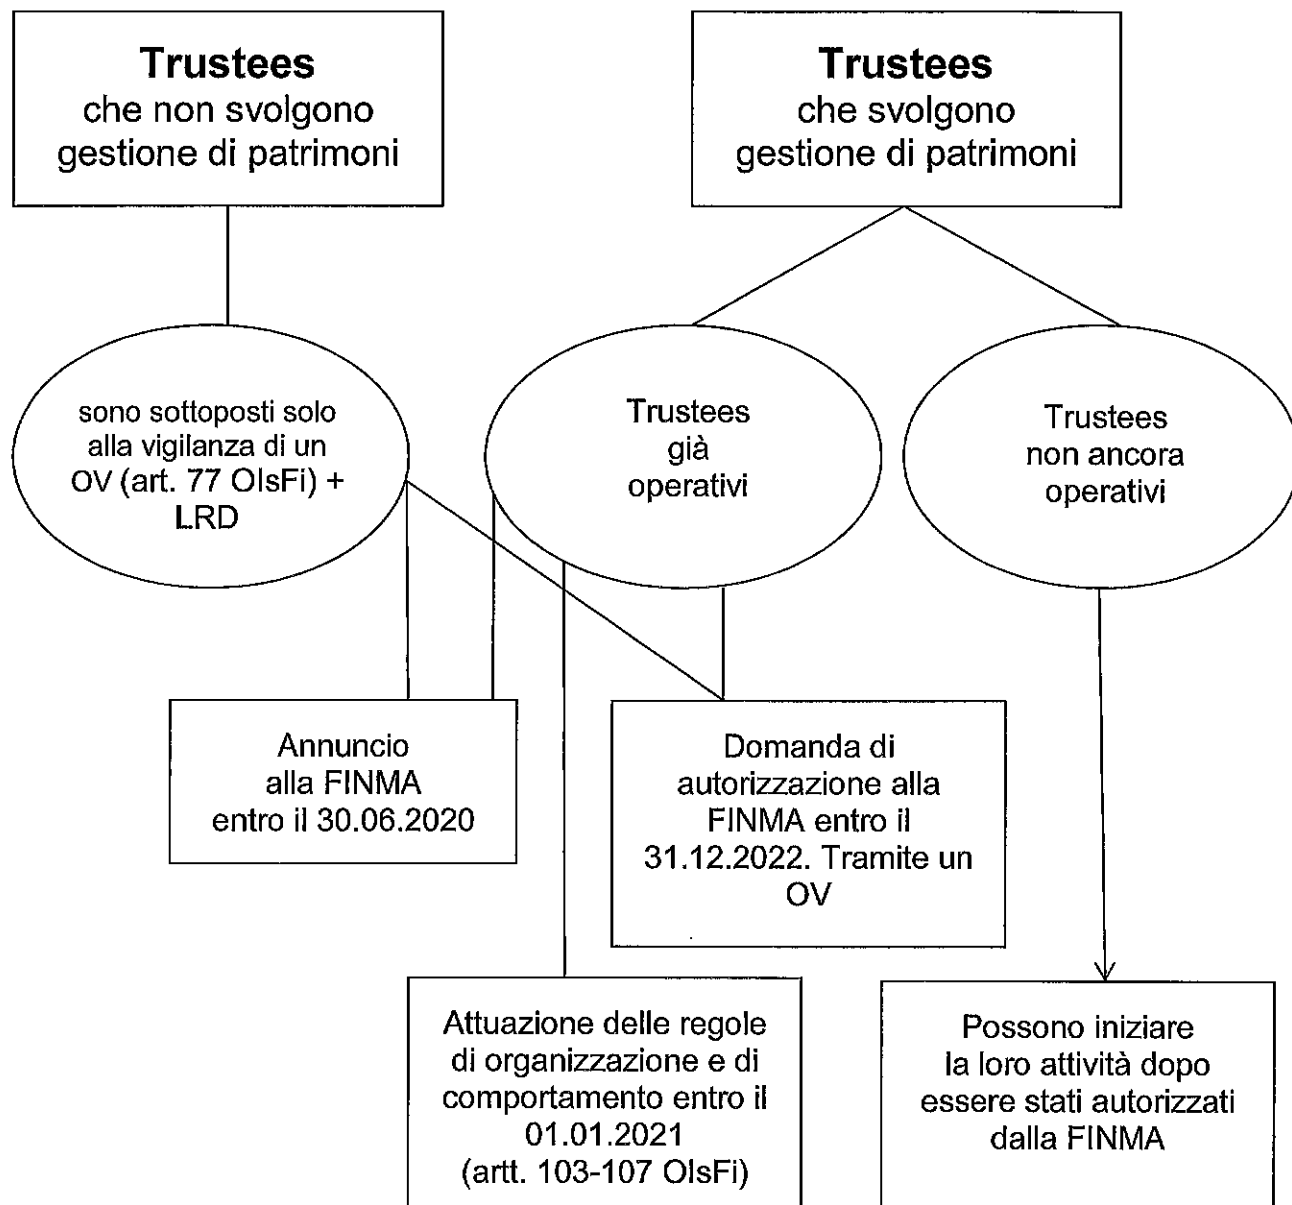 Trustees
che non svolgono
gestione di patrimoni
Trustees
che svolgono
gestione di patrimoni
sono sottoposti solo
alla vigilanza di un
OV (art. 77 OIsFi) +
LRD
Trustees
già
operativi
Trustees
non ancora
operativi
Annuncio
alla FINMA
entro il 30.06.2020
Domanda di
autorizzazione alla
FINMA entro il
31.12.2022. Tramite un
OV
Attuazione delle regole
di organizzazione e di
comportamento entro il
01.01.2021
(artt. 103-107 OIsFi)
Possono iniziare
la loro attività dopo
essere stati autorizzati
dalla FINMA